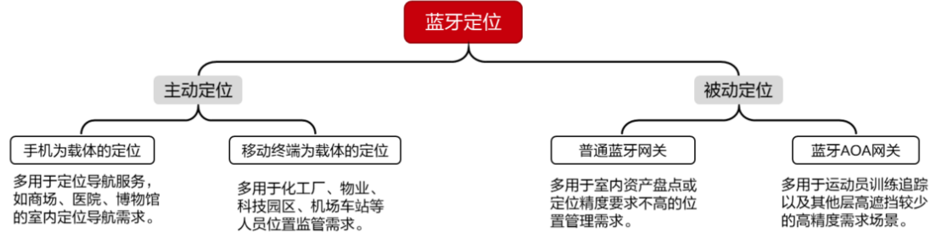 蓝牙定位
主动定位
被动定位
手机为载体的定位
移动终端为载体的定位
普通蓝牙网关
蓝牙AOA网关
多用于定位导航服务，
如商场、医院、博物馆
的室内定位导航需求。
多用于化工厂、物业、
科技园区、机场车站等
人员位置监管需求。
多用于室内资产盘点或
定位精度要求不高的位
置管理需求。
多用于运动员训练追踪
以及其他层高遮挡较少
的高精度需求场景。